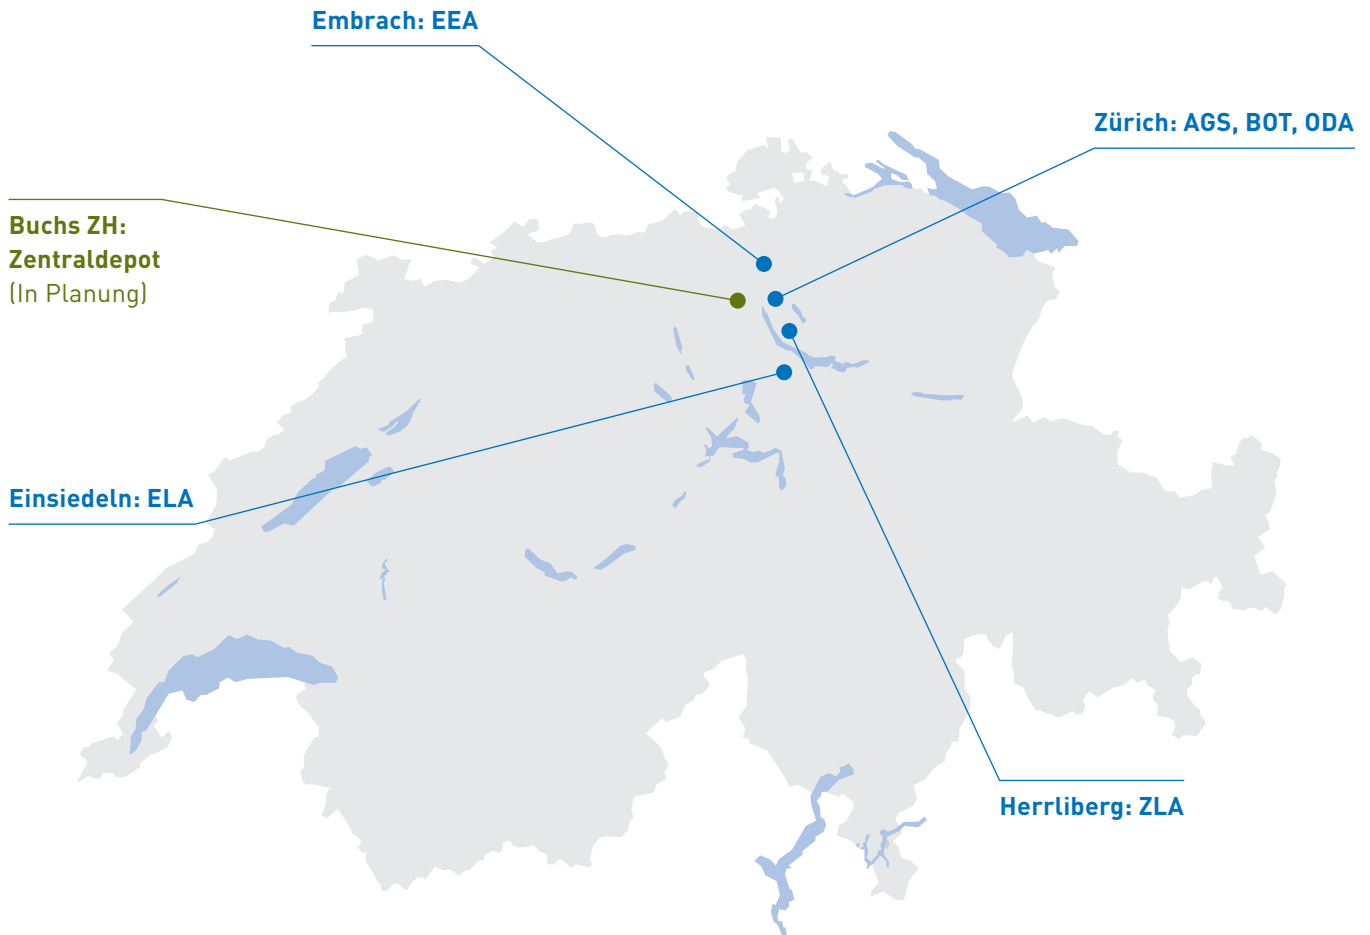 Embrach: EEA
Zürich: AGS, BOT, ODA
Buchs ZH:
Zentraldepot
(In Planung)
Einsiedeln: ELA
Herrliberg: ZLA